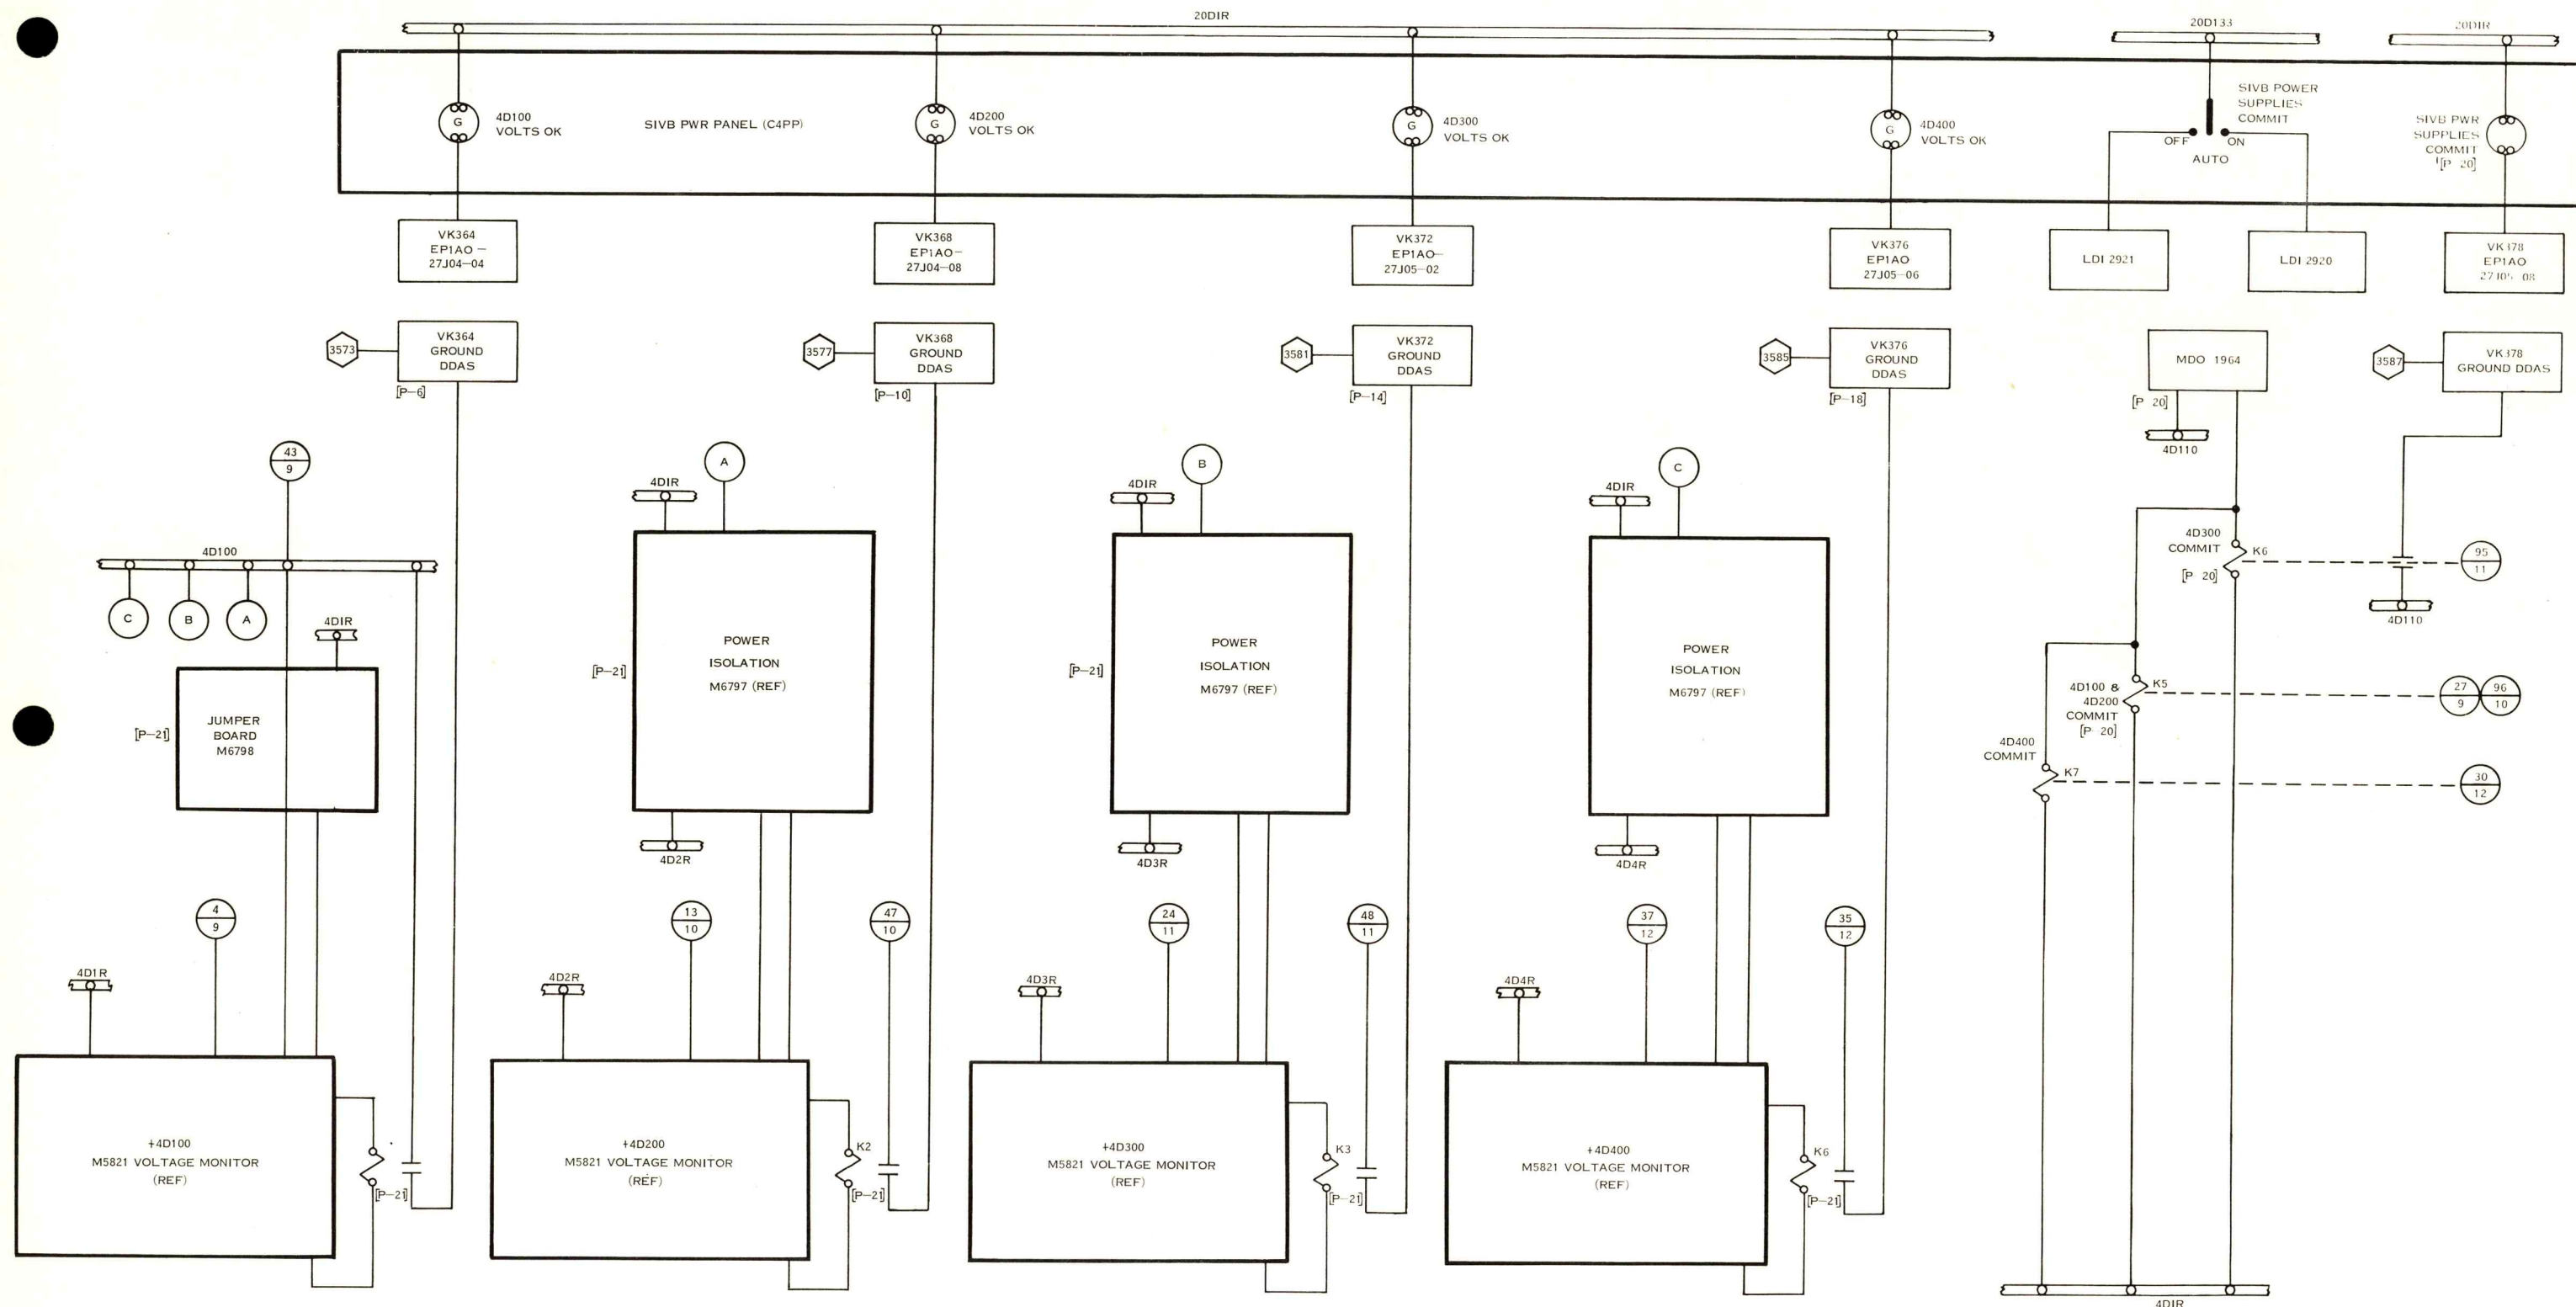 20DIR
20D133
20DIR
4D100
VOLTS OK
G
SIVB PWR PANEL (C4PP)
4D200
VOLTS OK
G
4D300
VOLTS OK
G
4D400
VOLTS OK
G
SIVB POWER
SUPPLIES
COMMIT
OFF
ON
AUTO
SIVB PWR
SUPPLIES
COMMIT
[P 20]
VK364
EP1AO —
27J04—04
VK368
EP1AO—
27J04—08
VK372
EP1AO—
27J05—02
VK376
EP1AO
27J05—06
LDI 2921
LDI 2920
VK378
EP1AO
27J05 08
3573
VK364
GROUND
DDAS
[P—6]
3577
VK368
GROUND
DDAS
[P—10]
3581
VK372
GROUND
DDAS
[P—14]
3585
VK376
GROUND
DDAS
[P—18]
MDO 1964
[P 20]
4D110
3587
VK378
GROUND DDAS
43
9
A
B
C
4DIR
4DIR
4DIR
4D100
C
B
A
4DIR
4D300
COMMIT
K6
[P 20]
95
11
4D110
JUMPER
BOARD
M6798
[P—21]
POWER
ISOLATION
M6797 (REF)
[P—21]
POWER
ISOLATION
M6797 (REF)
[P—21]
POWER
ISOLATION
M6797 (REF)
4D100 &
4D200
COMMIT
[P 20]
K5
27
9
96
10
4D400
COMMIT
K7
30
12
4D2R
4D3R
4D4R
4
9
13
10
47
10
24
11
48
11
37
12
35
12
4D1R
4D2R
4D3R
4D4R
+4D100
M5821 VOLTAGE MONITOR
(REF)
[P—21]
+4D200
M5821 VOLTAGE MONITOR
(REF)
K2
[P—21]
+4D300
M5821 VOLTAGE MONITOR
(REF)
K3
[P—21]
+4D400
M5821 VOLTAGE MONITOR
(REF)
K6
[P—21]
4DIR